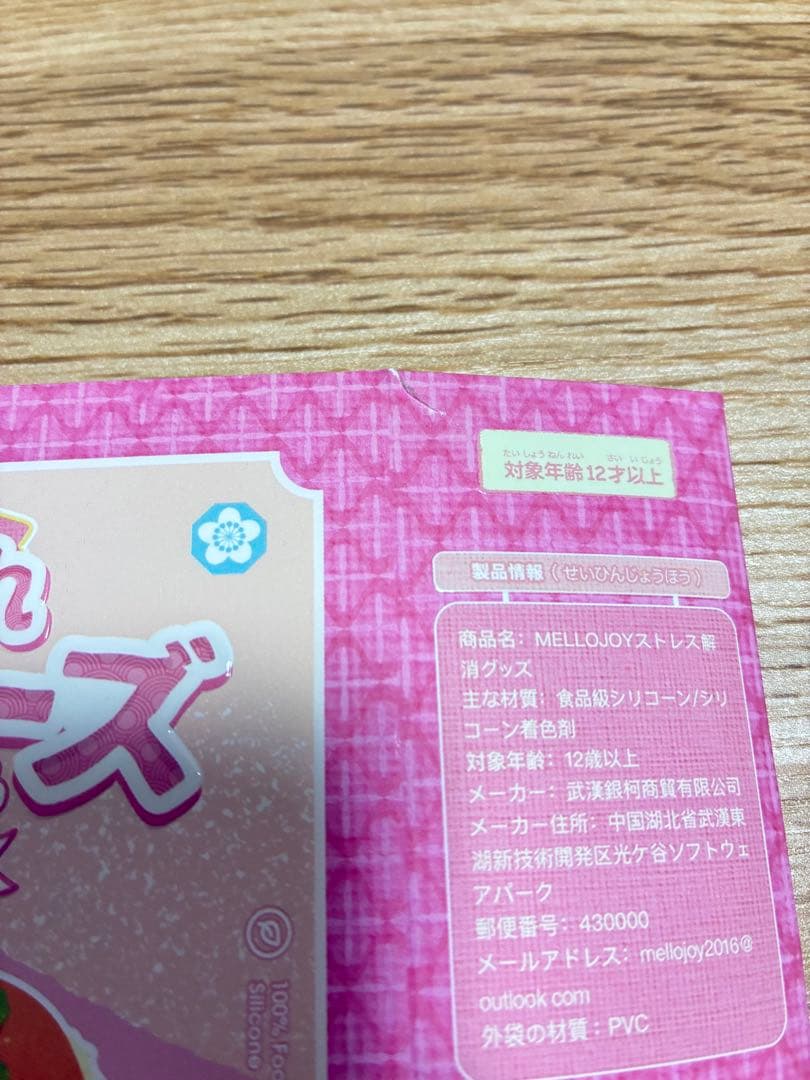 たいしょうねんれい さい いじょう
対象年齢12才以上
製品情報(せいひんじょうほう)
商品名：MELLOJOYストレス解
消グッズ
主な材質：食品級シリコーン/シリ
コーン着色剤
対象年齢：12歳以上
メーカー：武漢銀柯商貿有限公司
メーカー住所：中国湖北省武漢東
湖新技術開発区光ケ谷ソフトウェ
アパーク
郵便番号：430000
メールアドレス：mellojoy2016@
outlook.com
外袋の材質：PVC
れ
ーズ
100% Foo
Silicone